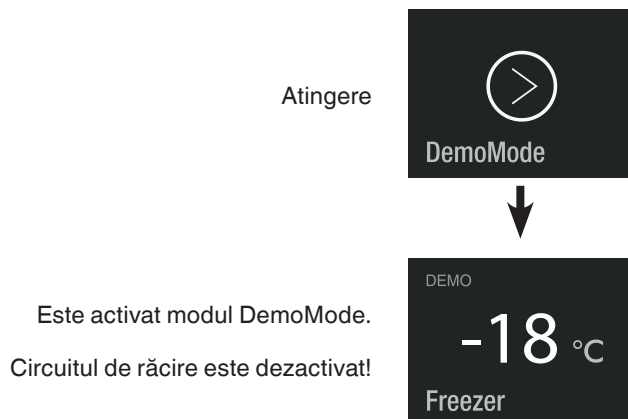 Atingere
DemoMode
DEMO
Este activat modul DemoMode.
-18 °C
Circuitul de răcire este dezactivat!
Freezer